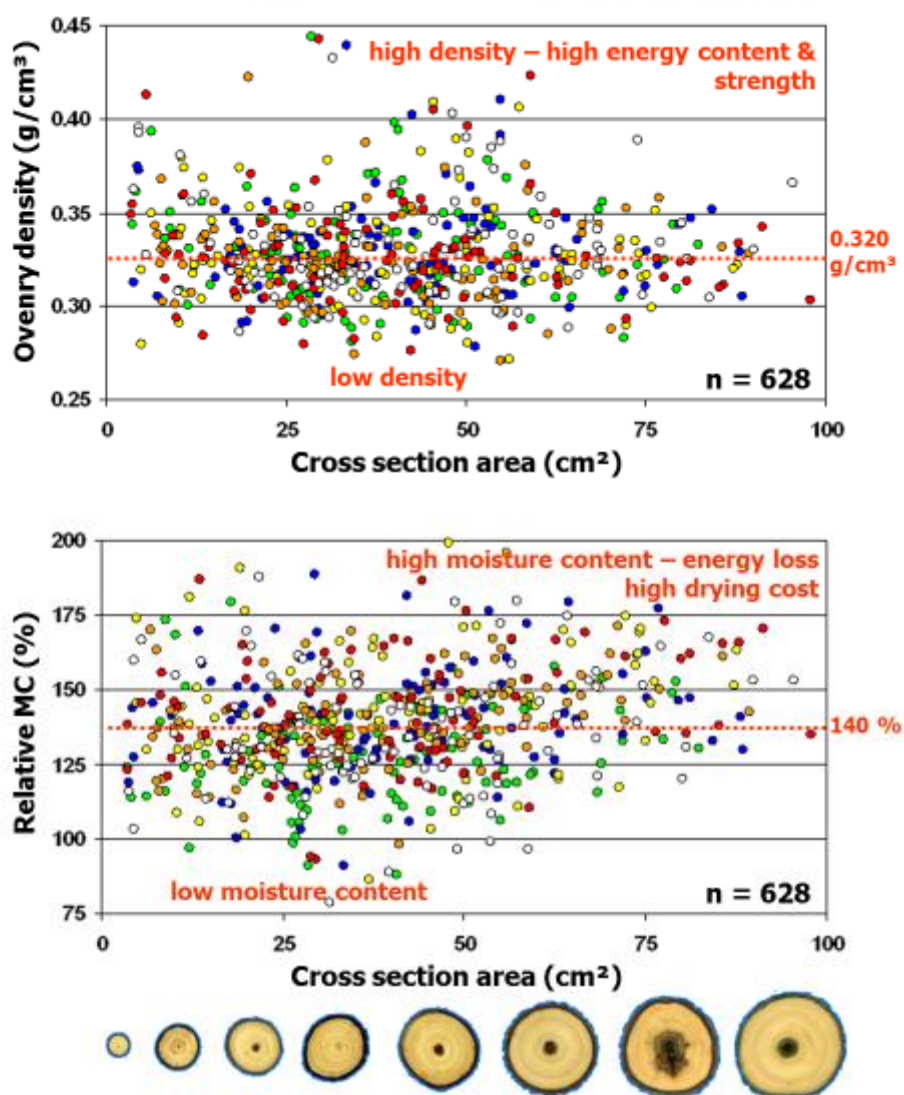 0.45
high density – high energy content &
strength
Ovenry density (g/cm³)
0.40
0.35
0.320
g/cm³
0.30
low density
n = 628
0.25
0
25
50
75
100
Cross section area (cm²)
200
high moisture content – energy loss
high drying cost
175
Relative MC (%)
150
140 %
125
100
low moisture content
n = 628
75
0
25
50
75
100
Cross section area (cm²)